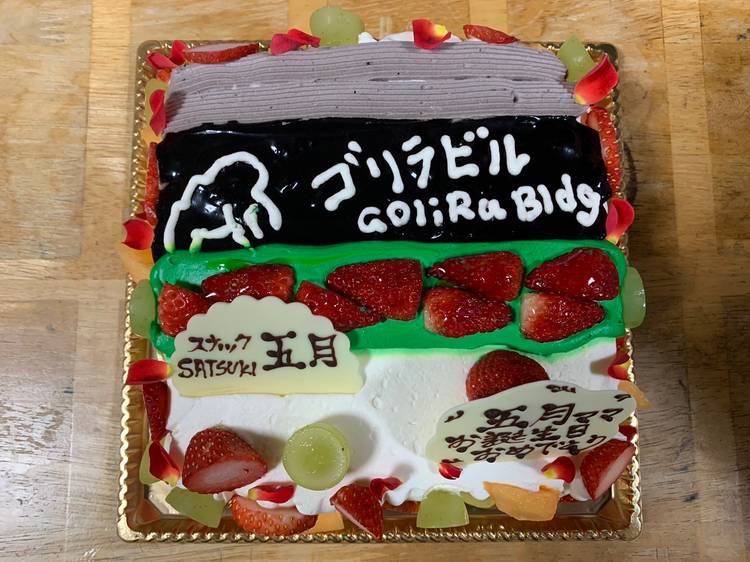 ゴリラビル
GOliRa Bldg.
スナック
SATSUKI 五月
五月ママ
お誕生日
おめでとう